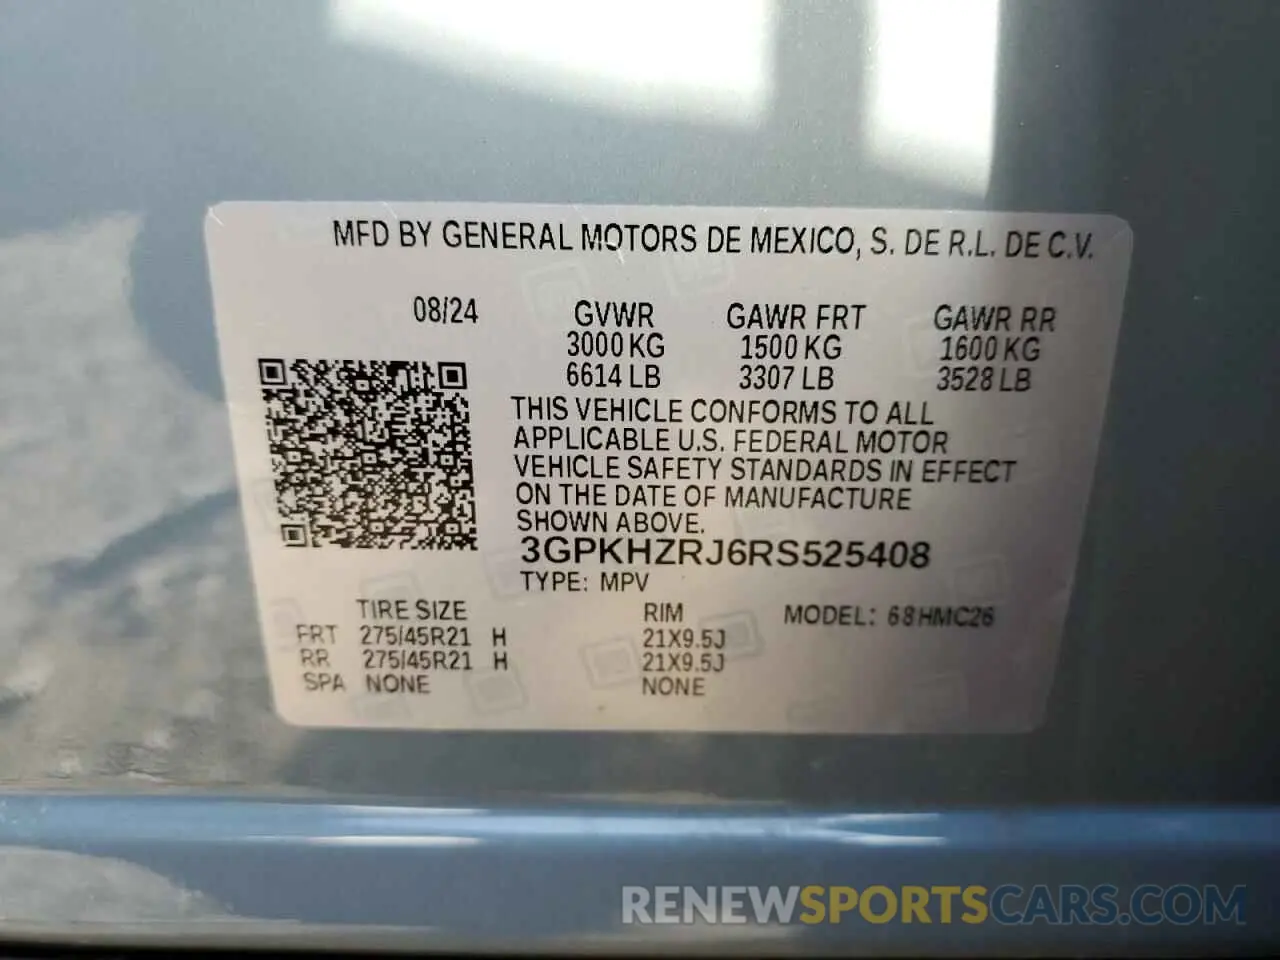 MFD BY GENERAL MOTORS DE MEXICO, S. DE R.L. DE C.V.
08/24 GVWR GAWR FRT GAWR RR
3000 KG 1500 KG 1600 KG
6614 LB 3307 LB 3528 LB
THIS VEHICLE CONFORMS TO ALL
APPLICABLE U.S. FEDERAL MOTOR
VEHICLE SAFETY STANDARDS IN EFFECT
ON THE DATE OF MANUFACTURE
SHOWN ABOVE.
3GPKHZRJ6RS525408
TYPE: MPV
TIRE SIZE RIM MODEL: 68HMC26
FRT 275/45R21 H 21X9.5J
RR 275/45R21 H 21X9.5J
SPA NONE NONE
RENEWSPORTSCARS.COM